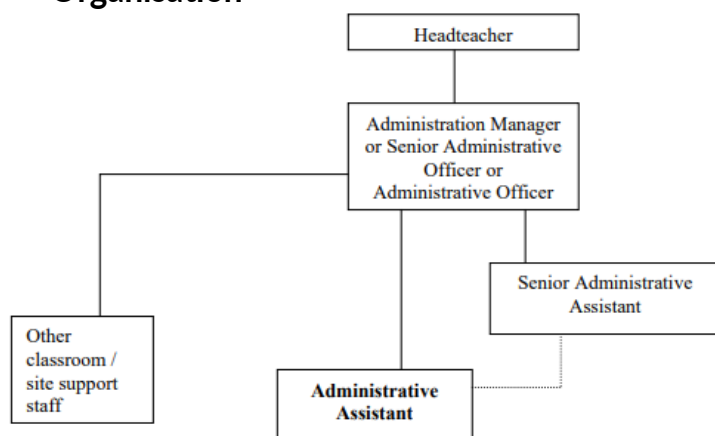 Organisation
Headteacher
Administration Manager
or Senior Administrative
Officer or
Administrative Officer
Senior Administrative
Assistant
Other
classroom /
site support
staff
Administrative
Assistant